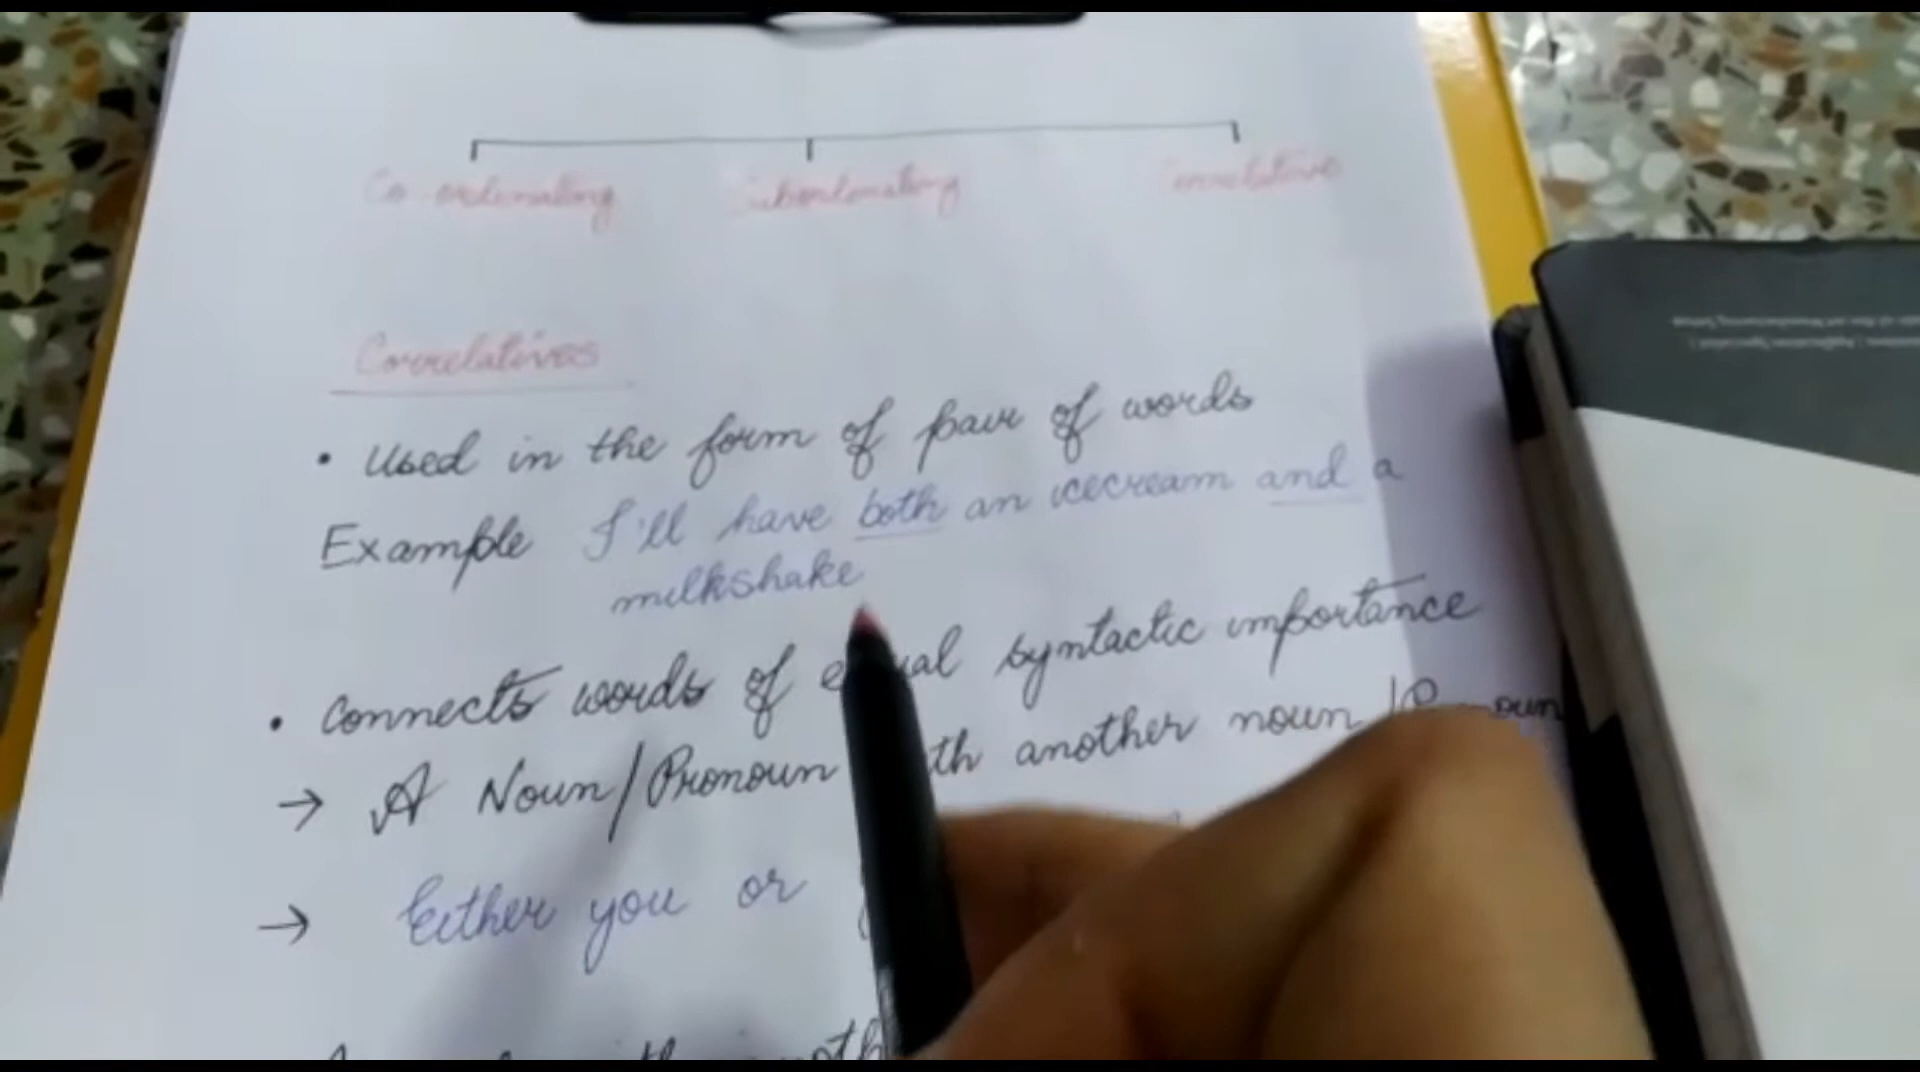 Co-ordinating Subordinating Correlative
Correlatives
• Used in the form of pair of words
Example I'll have both an icecream and a
milkshake
• Connects words of equal syntactic importance
→ A Noun/Pronoun with another noun/Pronoun
→ Either you or